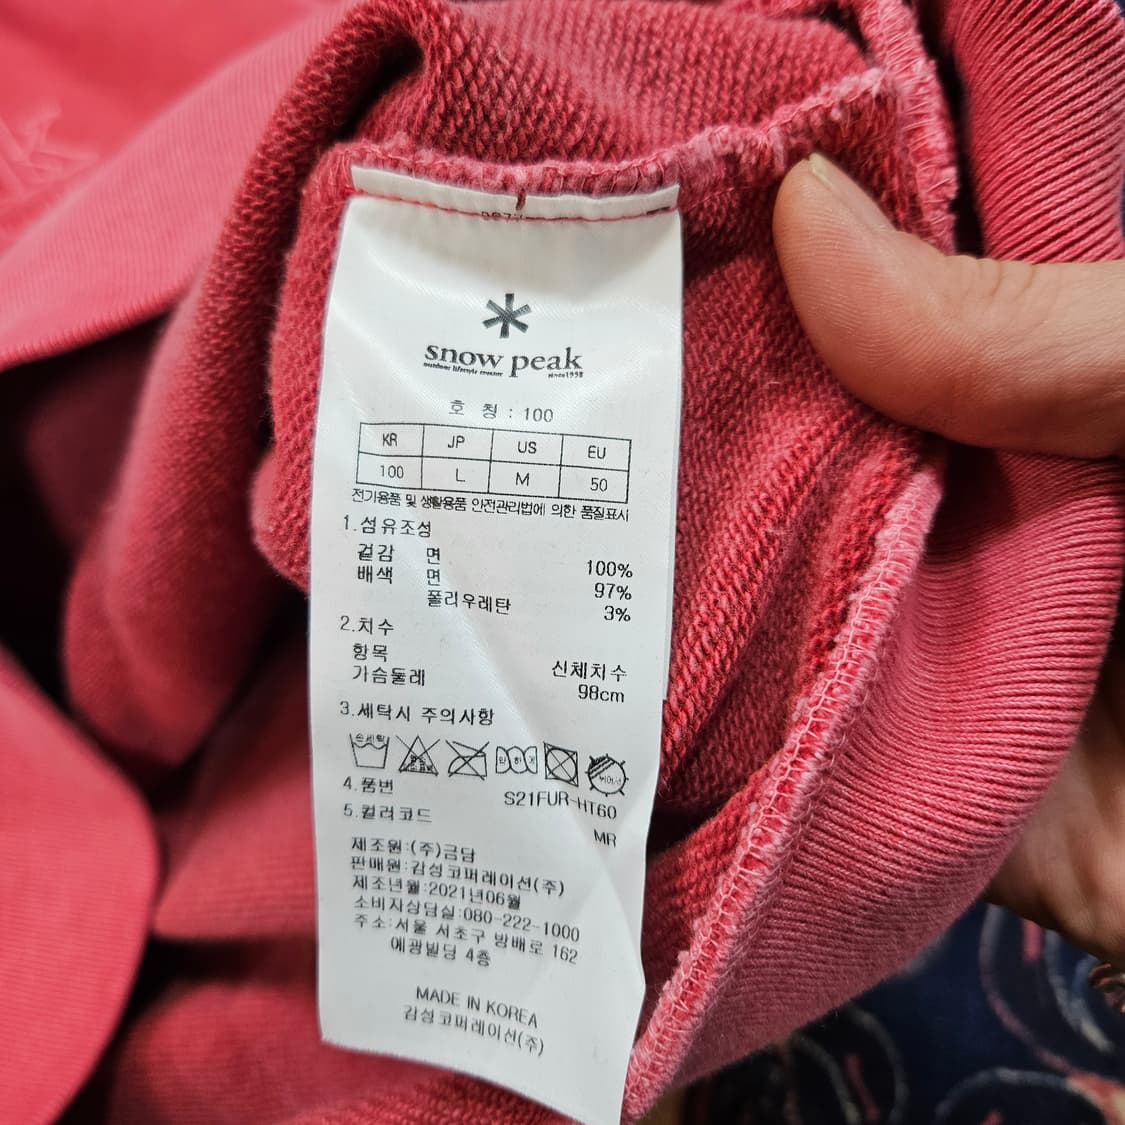 snow peak
outdoor lifestyle creator since1958
호 칭 : 100
KR JP US EU
100 L M 50
전기용품 및 생활용품 안전관리법에 의한 품질표시
1.섬유조성
겉감 면 100%
배색 면 97%
폴리우레탄 3%
2.치수
항목 신체치수
가슴둘레 98cm
3.세탁시 주의사항
손세탁
약하게
4.품번 S21FUR-HT60
5.컬러코드 MR
제조원:(주)금담
판매원:감성코퍼레이션(주)
제조년월:2021년06월
소비자상담실:080-222-1000
주소:서울 서초구 방배로 162
에광빌딩 4층
MADE IN KOREA
감성코퍼레이션(주)